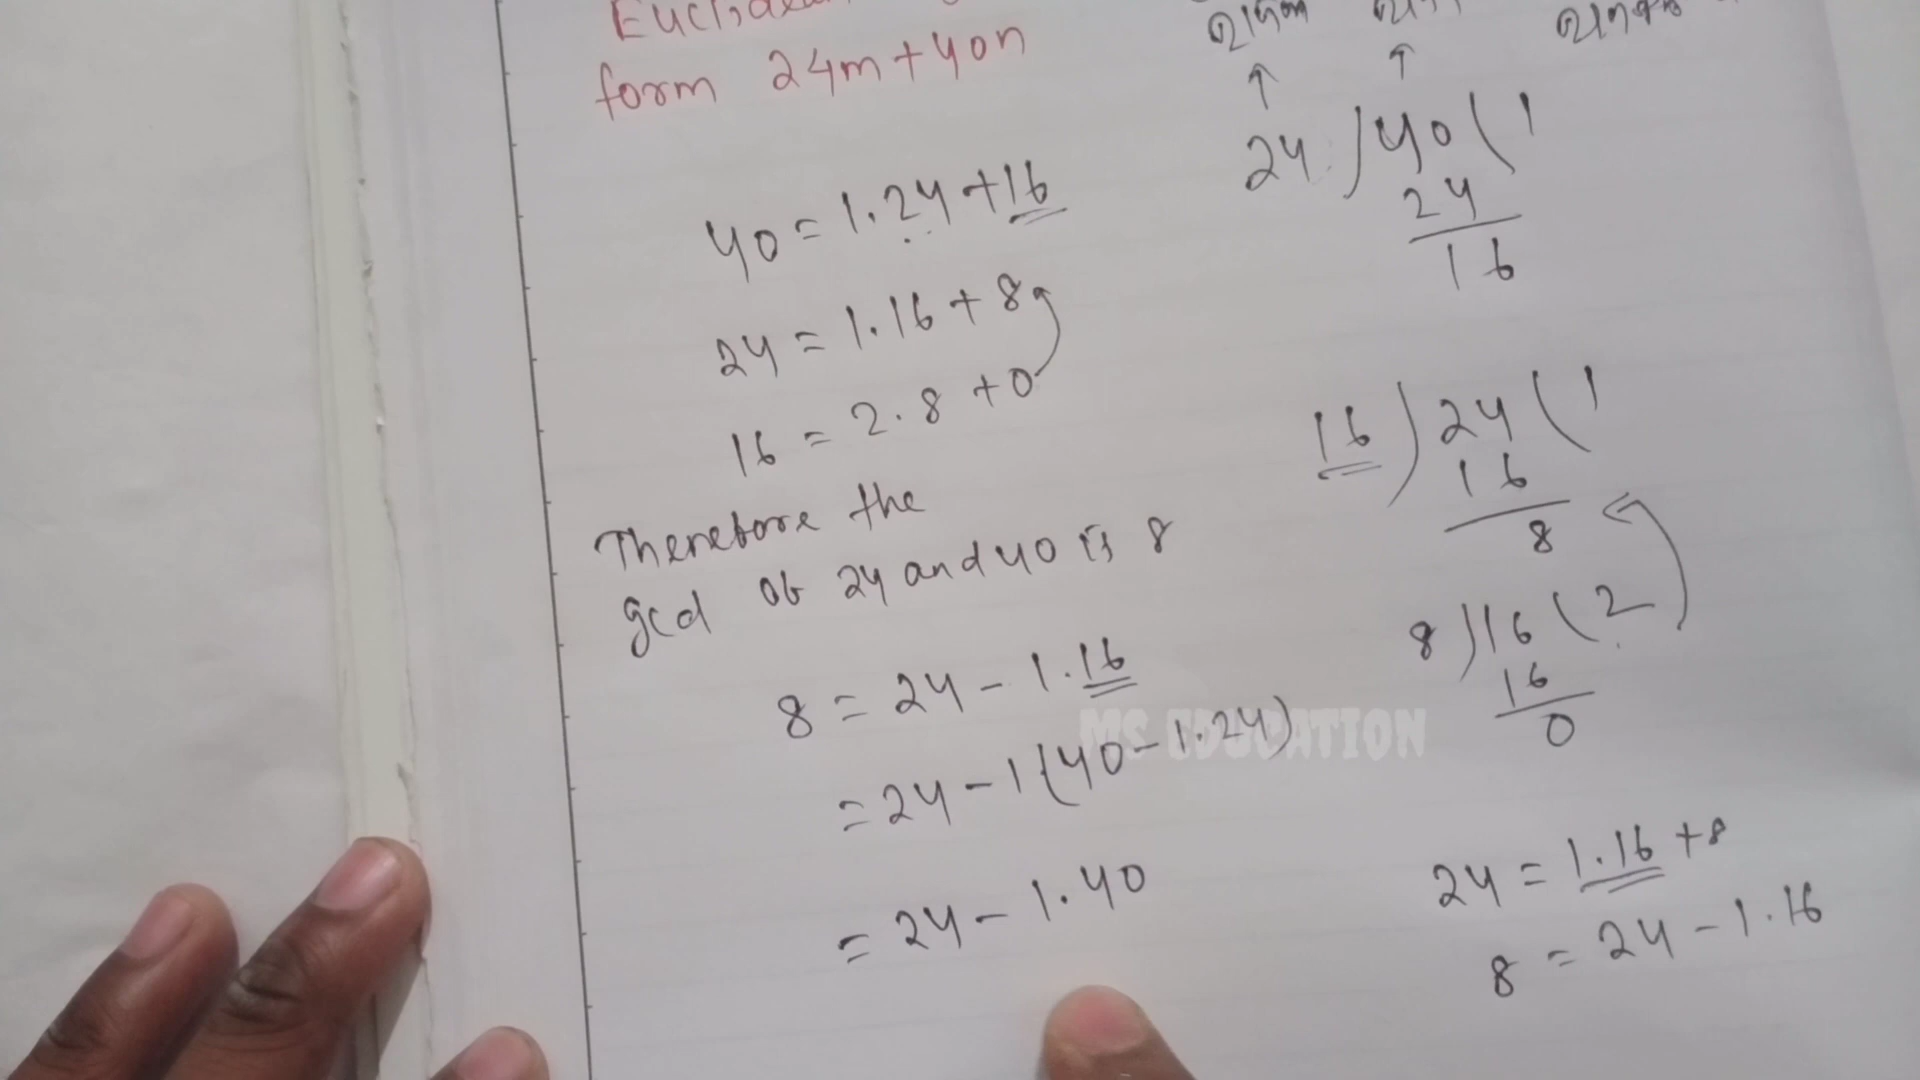 form 24m+40n
40 = 1.24 + 16
24 = 1.16 + 8
16 = 2.8 + 0
Therefore the
gcd of 24 and 40 is 8
8 = 24 - 1.16
= 24 - 1(40 - 1.24)
= 24 - 1.40
24 ) 40 ( 1
24
16
16 ) 24 ( 1
16
8
8 ) 16 ( 2
16
0
MS EDUCATION
24 = 1.16 + 8
8 = 24 - 1.16